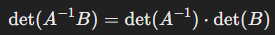 det(A⁻¹B) = det(A⁻¹) · det(B)